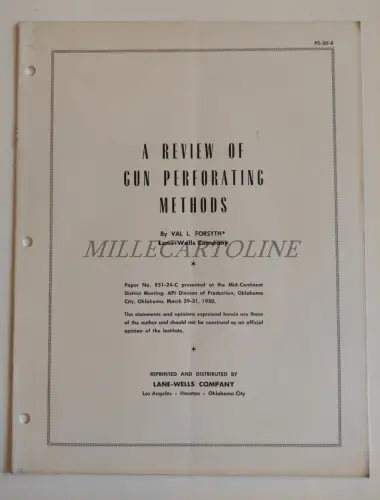 PS-50-8
A REVIEW OF
GUN PERFORATING
METHODS
By VAL L. FORSYTH*
Lane-Wells Company
MILLECARTOLINE
*
Paper No. 851-24-C presented at the Mid-Continent
District Meeting; API Division of Production, Oklahoma
City, Oklahoma, March 29-31, 1950.
The statements and opinions expressed herein are those
of the author and should not be construed as an official
opinion of the Institute.
*
REPRINTED AND DISTRIBUTED BY
LANE-WELLS COMPANY
Los Angeles - Houston - Oklahoma City